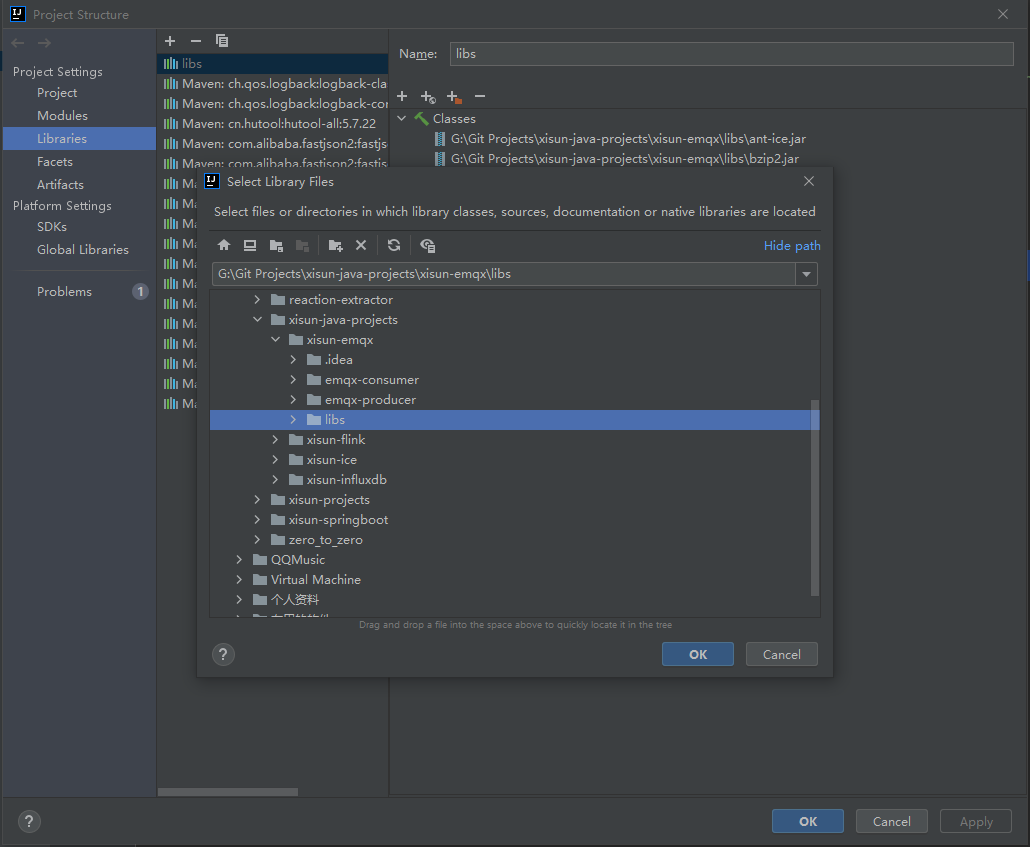 Project Structure
Project Settings
Project
Modules
Libraries
Facets
Artifacts
Platform Settings
SDKs
Global Libraries
Problems
1
libs
Maven: ch.qos.logback:logback-cla
Maven: ch.qos.logback:logback-cor
Maven: cn.hutool:hutool-all:5.7.22
Maven: com.alibaba.fastjson2:fastjs
Maven: com.alibaba.fastjson2:fastjs
Ma
Ma
Ma
Ma
Ma
Ma
Ma
Ma
Ma
Ma
Ma
Ma
Name:
libs
Classes
G:\Git Projects\xisun-java-projects\xisun-emqx\libs\ant-ice.jar
G:\Git Projects\xisun-java-projects\xisun-emqx\libs\bzip2.jar
Select Library Files
Select files or directories in which library classes, sources, documentation or native libraries are located
Hide path
G:\Git Projects\xisun-java-projects\xisun-emqx\libs
reaction-extractor
xisun-java-projects
xisun-emqx
.idea
emqx-consumer
emqx-producer
libs
xisun-flink
xisun-ice
xisun-influxdb
xisun-projects
xisun-springboot
zero_to_zero
QQMusic
Virtual Machine
个人资料
Drag and drop a file into the space above to quickly locate it in the tree
?
OK
Cancel
?
OK
Cancel
Apply